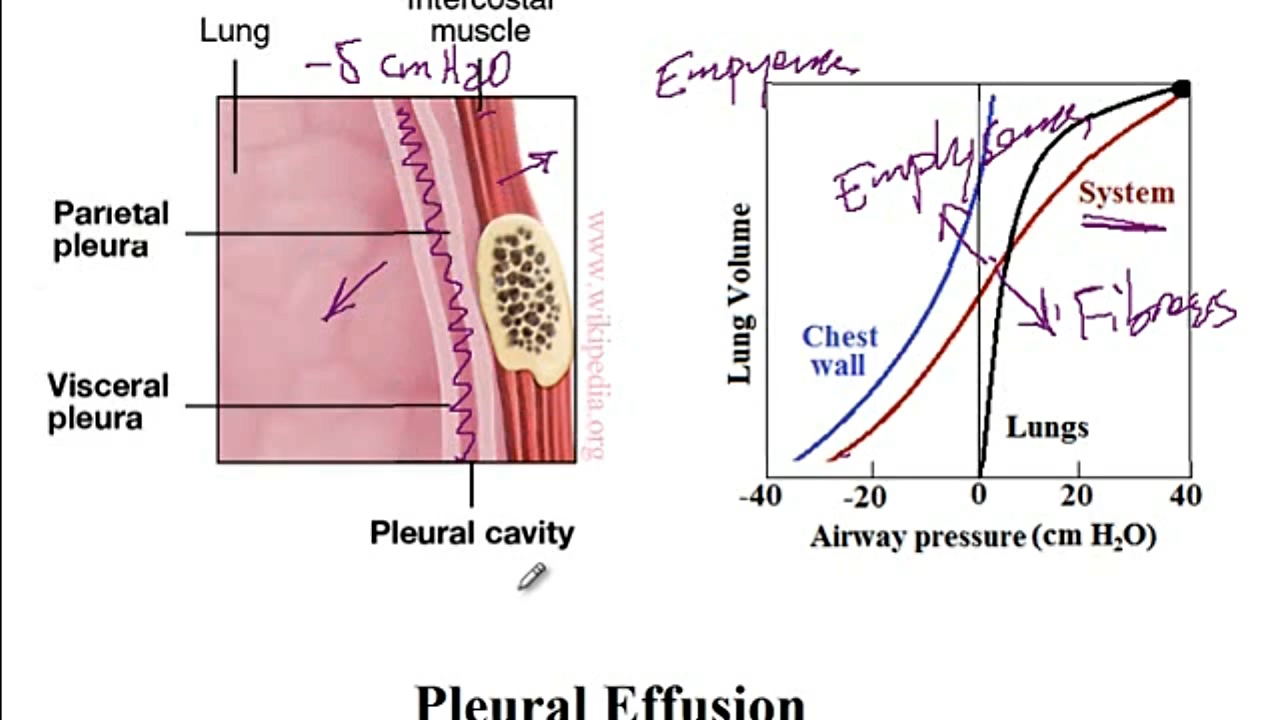 Intercostal
muscle
Lung
-5 cm H2O
Parietal
pleura
Visceral
pleura
Pleural cavity
www.wikipedia.org
Empyema
Emphysema
System
Fibrosis
Chest
wall
Lungs
Lung Volume
-40 -20 0 20 40
Airway pressure (cm H₂O)
Pleural Effusion